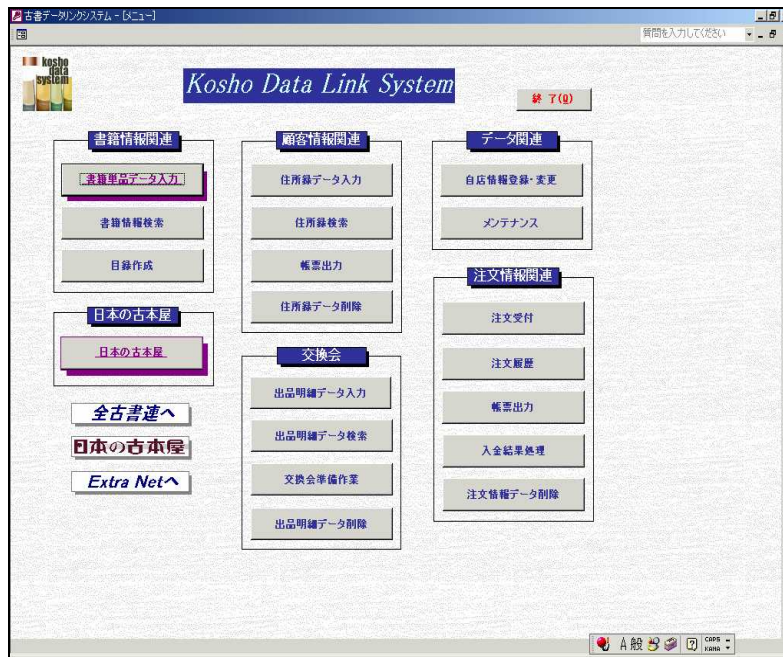 古書データリンクシステム - [メニュー]
質問を入力してください
kosho
data
system
Kosho Data Link System
終了(Q)
書籍情報関連
書籍単品データ入力
書籍情報検索
目録作成
日本の古本屋
日本の古本屋
全古書連へ
日本の古本屋
Extra Netへ
顧客情報関連
住所録データ入力
住所録検索
帳票出力
住所録データ削除
交換会
出品明細データ入力
出品明細データ検索
交換会準備作業
出品明細データ削除
データ関連
自店情報登録・変更
メンテナンス
注文情報関連
注文受付
注文履歴
帳票出力
入金結果処理
注文情報データ削除
A 般
CAPS
KANA